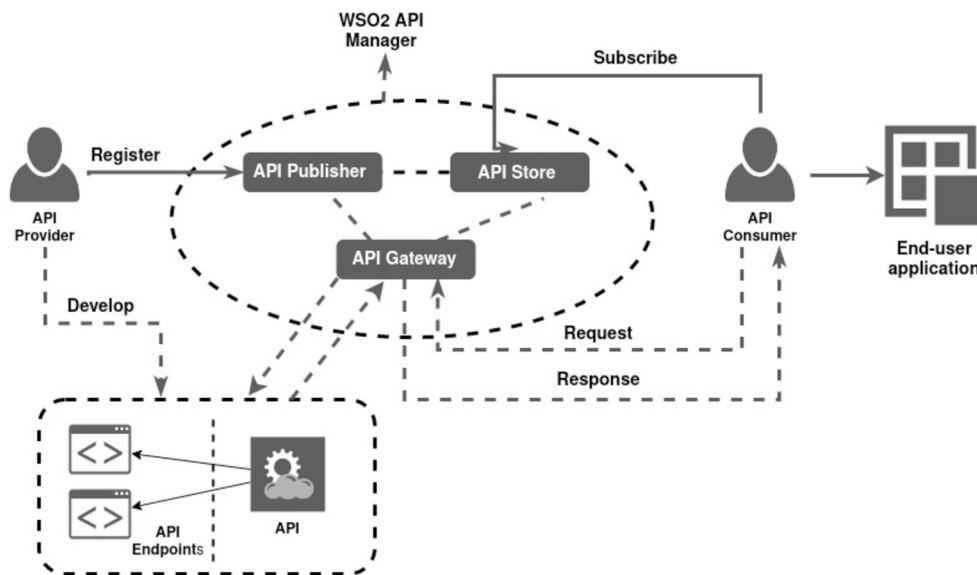 WSO2 API
Manager
Subscribe
Register
API Publisher
API Store
API
Provider
API Gateway
API
Consumer
End-user
application
Develop
Request
Response
< >
< >
API
Endpoints
API